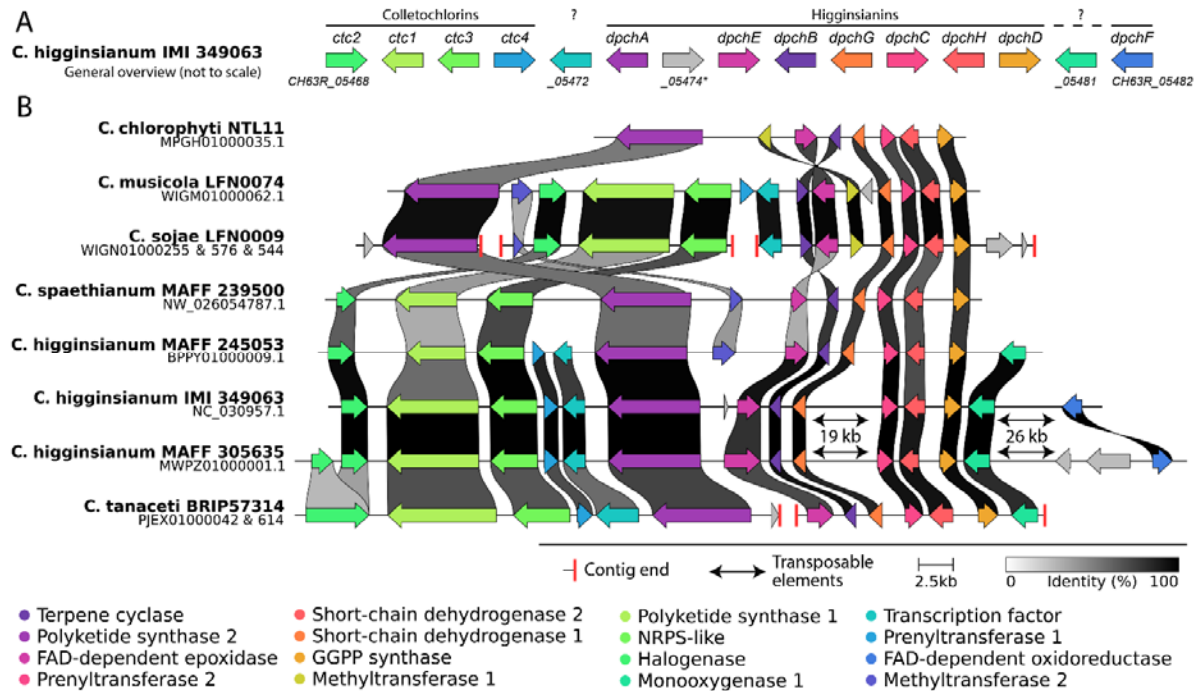 A
Colletochlorins ? Higginsianins ?
ctc2 ctc1 ctc3 ctc4 dpchA dpchE dpchB dpchG dpchC dpchH dpchD dpchF
C. higginsianum IMI 349063
General overview (not to scale)
CH63R_05468 _05472 _05474* _05481 CH63R_05482
B
C. chlorophyti NTL11
MPGH01000035.1
C. musicola LFN0074
WIGM01000062.1
C. sojae LFN0009
WIGN01000255 & 576 & 544
C. spaethianum MAFF 239500
NW_026054787.1
C. higginsianum MAFF 245053
BPPY01000009.1
C. higginsianum IMI 349063
NC_030957.1
19 kb 26 kb
C. higginsianum MAFF 305635
MWPZ01000001.1
C. tanaceti BRIP57314
PJEX01000042 & 614
Contig end
Transposable
elements
2.5kb
0 Identity (%) 100
Terpene cyclase
Polyketide synthase 2
FAD-dependent epoxidase
Prenyltransferase 2
Short-chain dehydrogenase 2
Short-chain dehydrogenase 1
GGPP synthase
Methyltransferase 1
Polyketide synthase 1
NRPS-like
Halogenase
Monooxygenase 1
Transcription factor
Prenyltransferase 1
FAD-dependent oxidoreductase
Methyltransferase 2